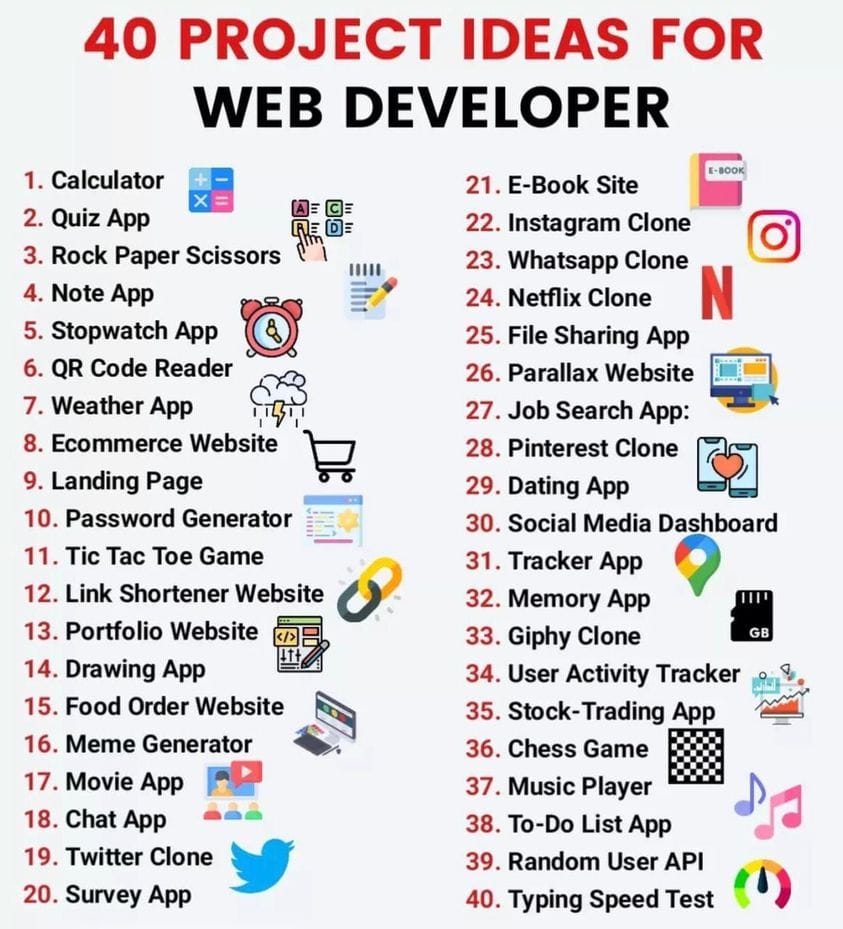 40 PROJECT IDEAS FOR
WEB DEVELOPER
1. Calculator
2. Quiz App
A C
B D
3. Rock Paper Scissors
4. Note App
5. Stopwatch App
6. QR Code Reader
7. Weather App
8. Ecommerce Website
9. Landing Page
10. Password Generator
11. Tic Tac Toe Game
12. Link Shortener Website
13. Portfolio Website
14. Drawing App
15. Food Order Website
16. Meme Generator
17. Movie App
18. Chat App
19. Twitter Clone
20. Survey App
21. E-Book Site
E-BOOK
22. Instagram Clone
23. Whatsapp Clone
24. Netflix Clone
N
25. File Sharing App
26. Parallax Website
27. Job Search App:
28. Pinterest Clone
29. Dating App
30. Social Media Dashboard
31. Tracker App
32. Memory App
GB
33. Giphy Clone
34. User Activity Tracker
35. Stock-Trading App
36. Chess Game
37. Music Player
38. To-Do List App
39. Random User API
40. Typing Speed Test